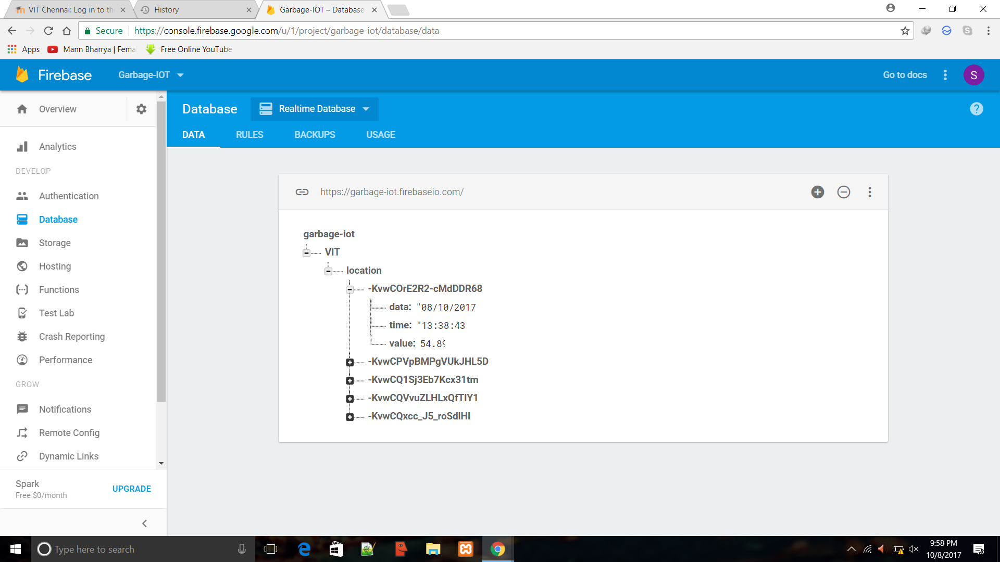 VIT Chennai: Log in to th
History
Garbage-IOT – Database
Secure https://console.firebase.google.com/u/1/project/garbage-iot/database/data
Apps Mann Bharrya | Fema Free Online YouTube
Firebase Garbage-IOT Go to docs S
Overview
Database Realtime Database ?
DATA RULES BACKUPS USAGE
Analytics
DEVELOP
Authentication
Database
Storage
Hosting
Functions
Test Lab
Crash Reporting
Performance
GROW
Notifications
Remote Config
Dynamic Links
Spark
Free $0/month
UPGRADE
https://garbage-iot.firebaseio.com/
garbage-iot
VIT
location
-KvwCOrE2R2-cMdDDR68
data: "08/10/2017
time: "13:38:43
value: 54.89
-KvwCPVpBMPgVUkJHL5D
-KvwCQ1Sj3Eb7Kcx31tm
-KvwCQVvuZLHLxQfTIY1
-KvwCQxcc_J5_roSdIHI
Type here to search
9:58 PM
10/8/2017